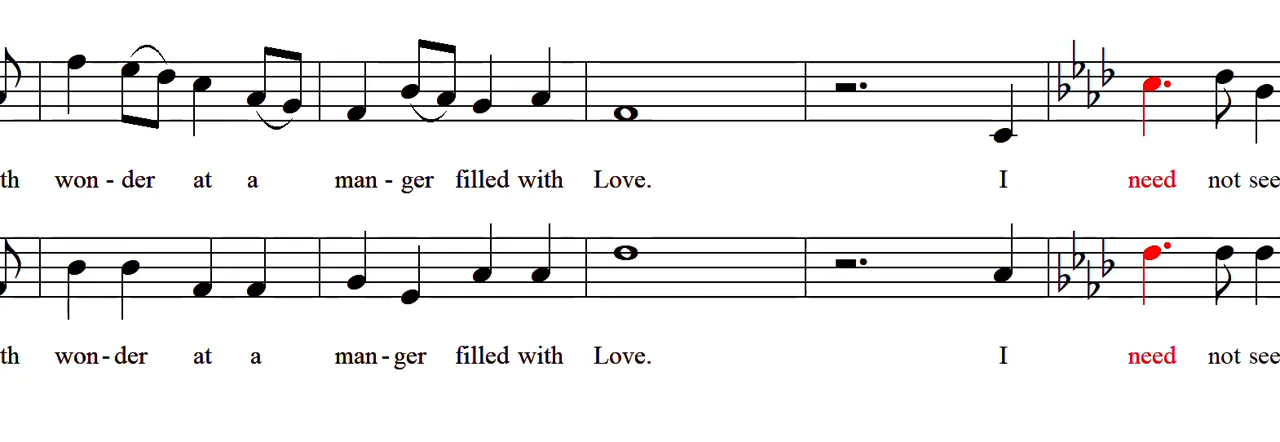 th won - der at a man - ger filled with Love. I need not see
th won - der at a man - ger filled with Love. I need not see